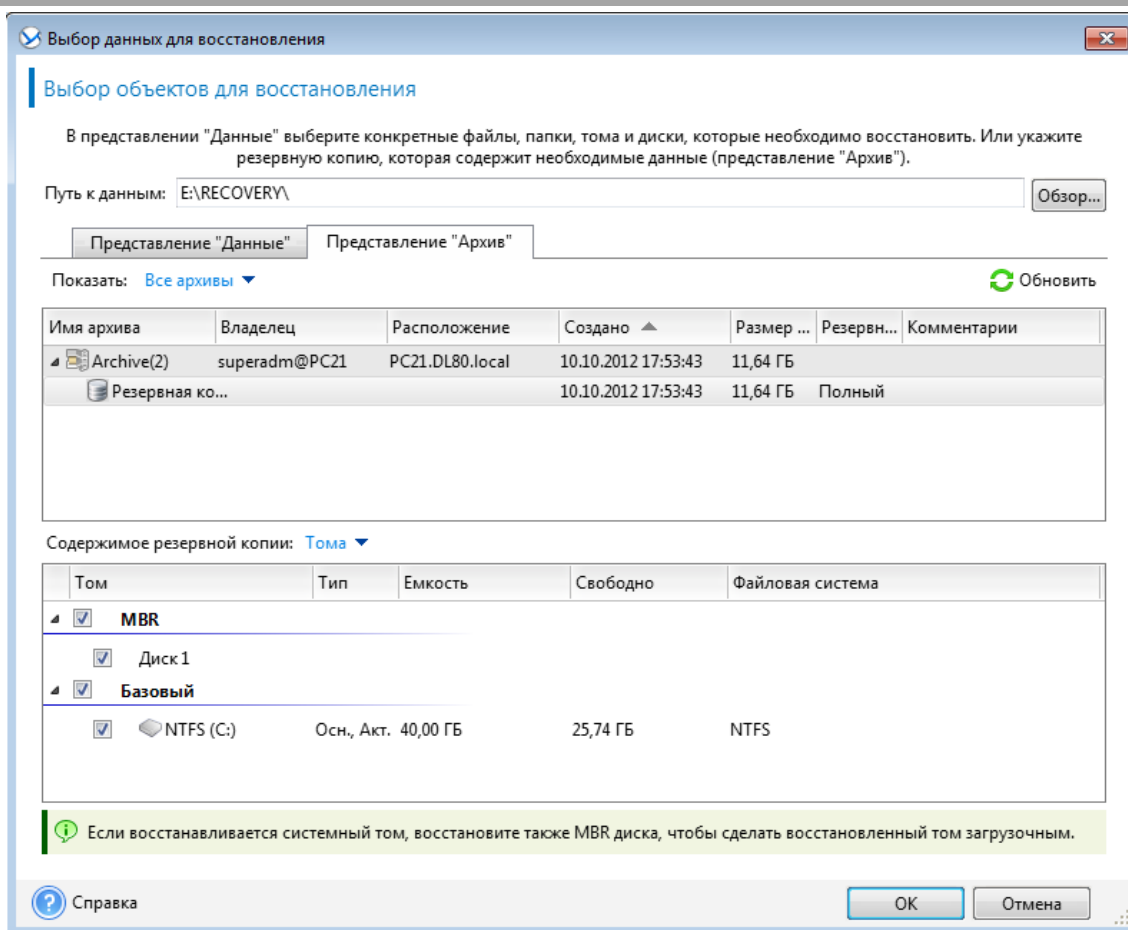 Выбор данных для восстановления
Выбор объектов для восстановления
В представлении "Данные" выберите конкретные файлы, папки, тома и диски, которые необходимо восстановить. Или укажите
резервную копию, которая содержит необходимые данные (представление "Архив").
Путь к данным: E:\RECOVERY\ Обзор...
Представление "Данные" Представление "Архив"
Показать: Все архивы Обновить
Имя архива Владелец Расположение Создано Размер ... Резервн... Комментарии
Archive(2) superadm@PC21 PC21.DL80.local 10.10.2012 17:53:43 11,64 ГБ
Резервная ко... 10.10.2012 17:53:43 11,64 ГБ Полный
Содержимое резервной копии: Тома
Том Тип Емкость Свободно Файловая система
MBR
Диск 1
Базовый
NTFS (C:) Осн., Акт. 40,00 ГБ 25,74 ГБ NTFS
Если восстанавливается системный том, восстановите также MBR диска, чтобы сделать восстановленный том загрузочным.
Справка OK Отмена